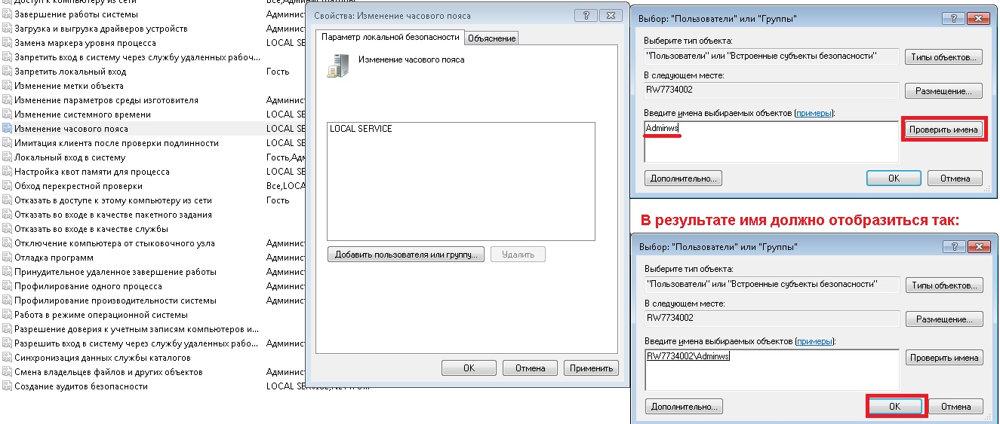 Доступ к компьютеру из сети Все,Администраторы
Завершение работы системы Админис
Загрузка и выгрузка драйверов устройств Админис
Замена маркера уровня процесса LOCAL SE
Запретить вход в систему через службу удаленных рабоч...
Запретить локальный вход Гость
Изменение метки объекта
Изменение параметров среды изготовителя Админис
Изменение системного времени LOCAL SE
Изменение часового пояса LOCAL SE
Имитация клиента после проверки подлинности LOCAL SE
Локальный вход в систему Гость,Адм
Настройка квот памяти для процесса LOCAL SE
Обход перекрестной проверки Все,LOCA
Отказать в доступе к этому компьютеру из сети Гость
Отказать во входе в качестве пакетного задания
Отказать во входе в качестве службы
Отключение компьютера от стыковочного узла Админис
Отладка программ Админис
Принудительное удаленное завершение работы Админис
Профилирование одного процесса Админис
Профилирование производительности системы Админис
Работа в режиме операционной системы
Разрешение доверия к учетным записям компьютеров и...
Разрешить вход в систему через службу удаленных рабо... Админис
Синхронизация данных службы каталогов
Смена владельцев файлов и других объектов Админис
Создание аудитов безопасности LOCAL SERVICE,NETWO...
Свойства: Изменение часового пояса
Параметр локальной безопасности Объяснение
Изменение часового пояса
LOCAL SERVICE
Добавить пользователя или группу... Удалить
OK Отмена Применить
Выбор: "Пользователи" или "Группы"
Выберите тип объекта:
"Пользователи" или "Встроенные субъекты безопасности" Типы объектов...
В следующем месте:
RW7734002 Размещение...
Введите имена выбираемых объектов (примеры):
Adminws Проверить имена
Дополнительно... OK Отмена
В результате имя должно отобразиться так:
Выбор: "Пользователи" или "Группы"
Выберите тип объекта:
"Пользователи" или "Встроенные субъекты безопасности" Типы объектов...
В следующем месте:
RW7734002 Размещение...
Введите имена выбираемых объектов (примеры):
RW7734002\Adminws Проверить имена
Дополнительно... OK Отмена